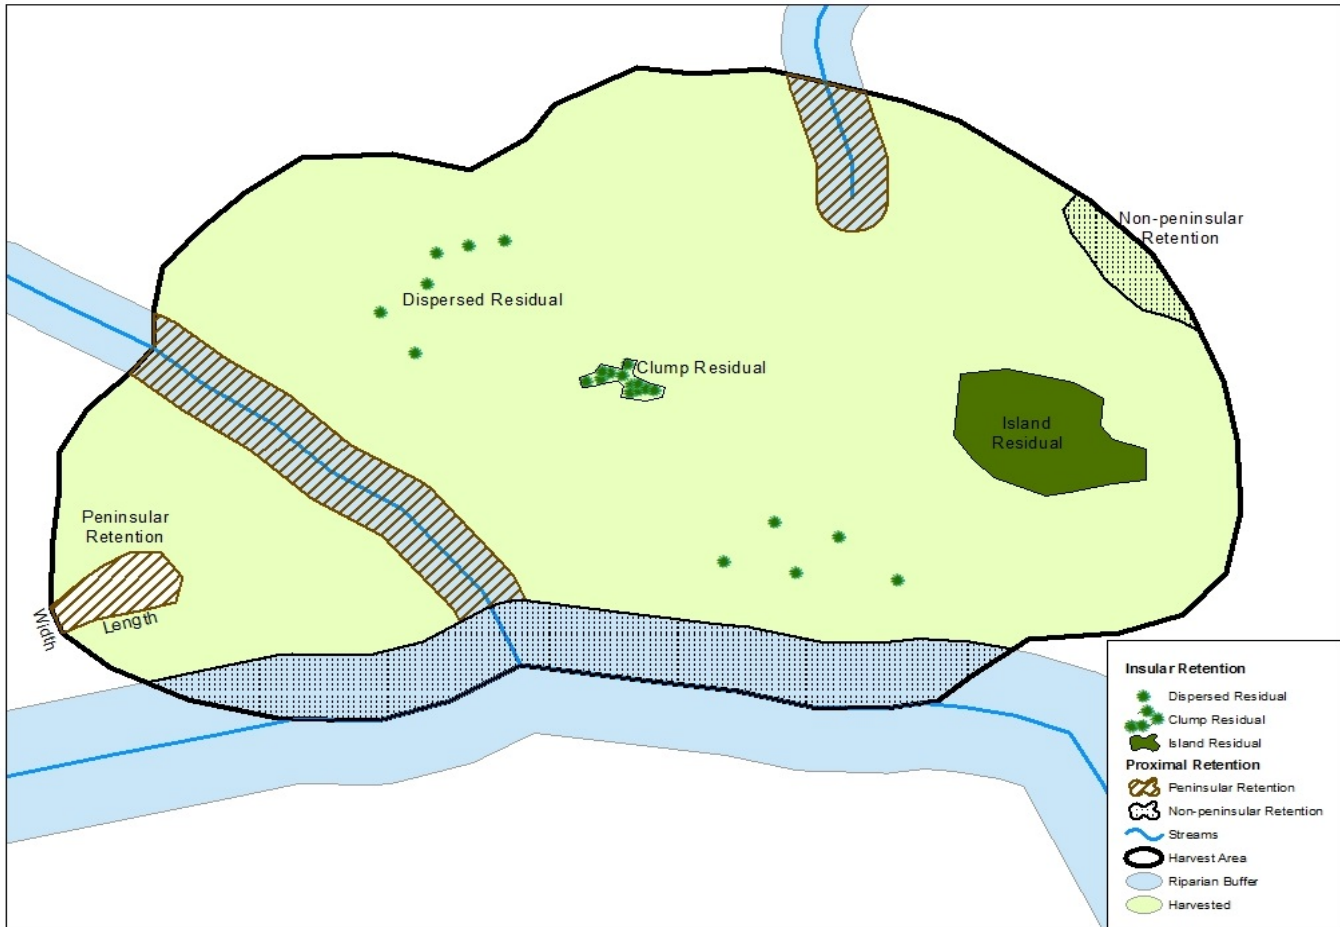 Non-peninsular
Retention
Dispersed Residual
Clump Residual
Island
Residual
Peninsular
Retention
Width
Length
Insular Retention
Dispersed Residual
Clump Residual
Island Residual
Proximal Retention
Peninsular Retention
Non-peninsular Retention
Streams
Harvest Area
Riparian Buffer
Harvested